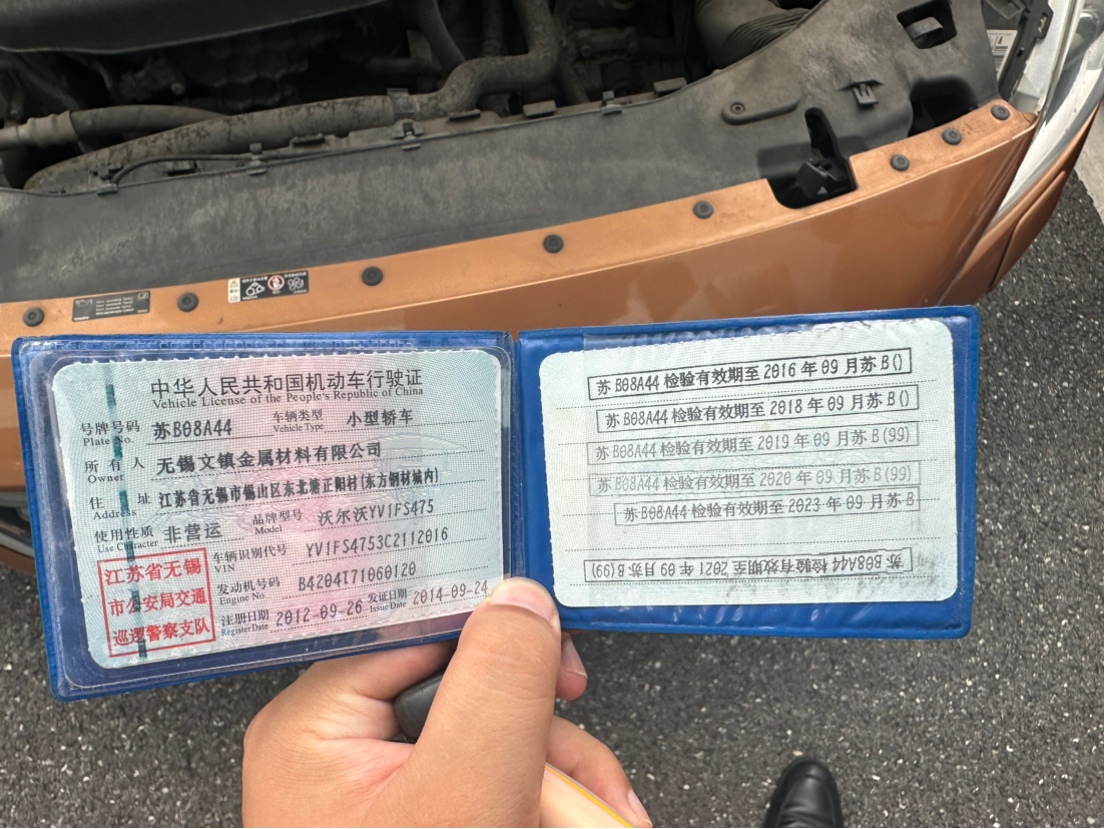 中华人民共和国机动车行驶证
Vehicle License of the People's Republic of China
号牌号码 苏B08A44 车辆类型 小型轿车
Plate No. Vehicle Type
所有人 无锡文镇金属材料有限公司
Owner
住址 江苏省无锡市锡山区东北塘正阳村(东方钢材城内)
Address
使用性质 非营运 品牌型号 沃尔沃YV1FS475
Use Character Model
江苏省无锡
市公安局交通
巡逻警察支队
车辆识别代号 YV1FS4753C2112016
VIN
发动机号码 B4204T71060120
Engine No.
注册日期 2012-09-26 发证日期 2014-09-24
Register Date Issue Date
苏B08A44检验有效期至2016年09月苏B()
苏B08A44检验有效期至2018年09月苏B()
苏B08A44检验有效期至2019年09月苏B(99)
苏B08A44检验有效期至2020年09月苏B(99)
苏B08A44检验有效期至2023年09月苏B
苏B08A44检验有效期至2021年09月苏B(99)